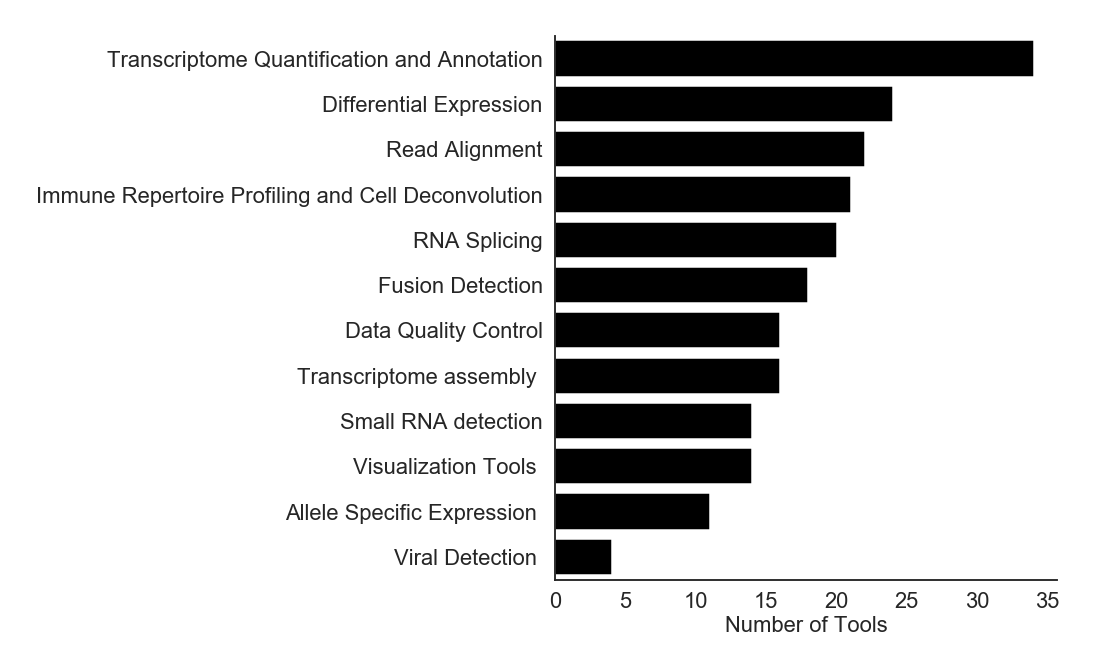 Transcriptome Quantification and Annotation
Differential Expression
Read Alignment
Immune Repertoire Profiling and Cell Deconvolution
RNA Splicing
Fusion Detection
Data Quality Control
Transcriptome assembly
Small RNA detection
Visualization Tools
Allele Specific Expression
Viral Detection
0 5 10 15 20 25 30 35
Number of Tools